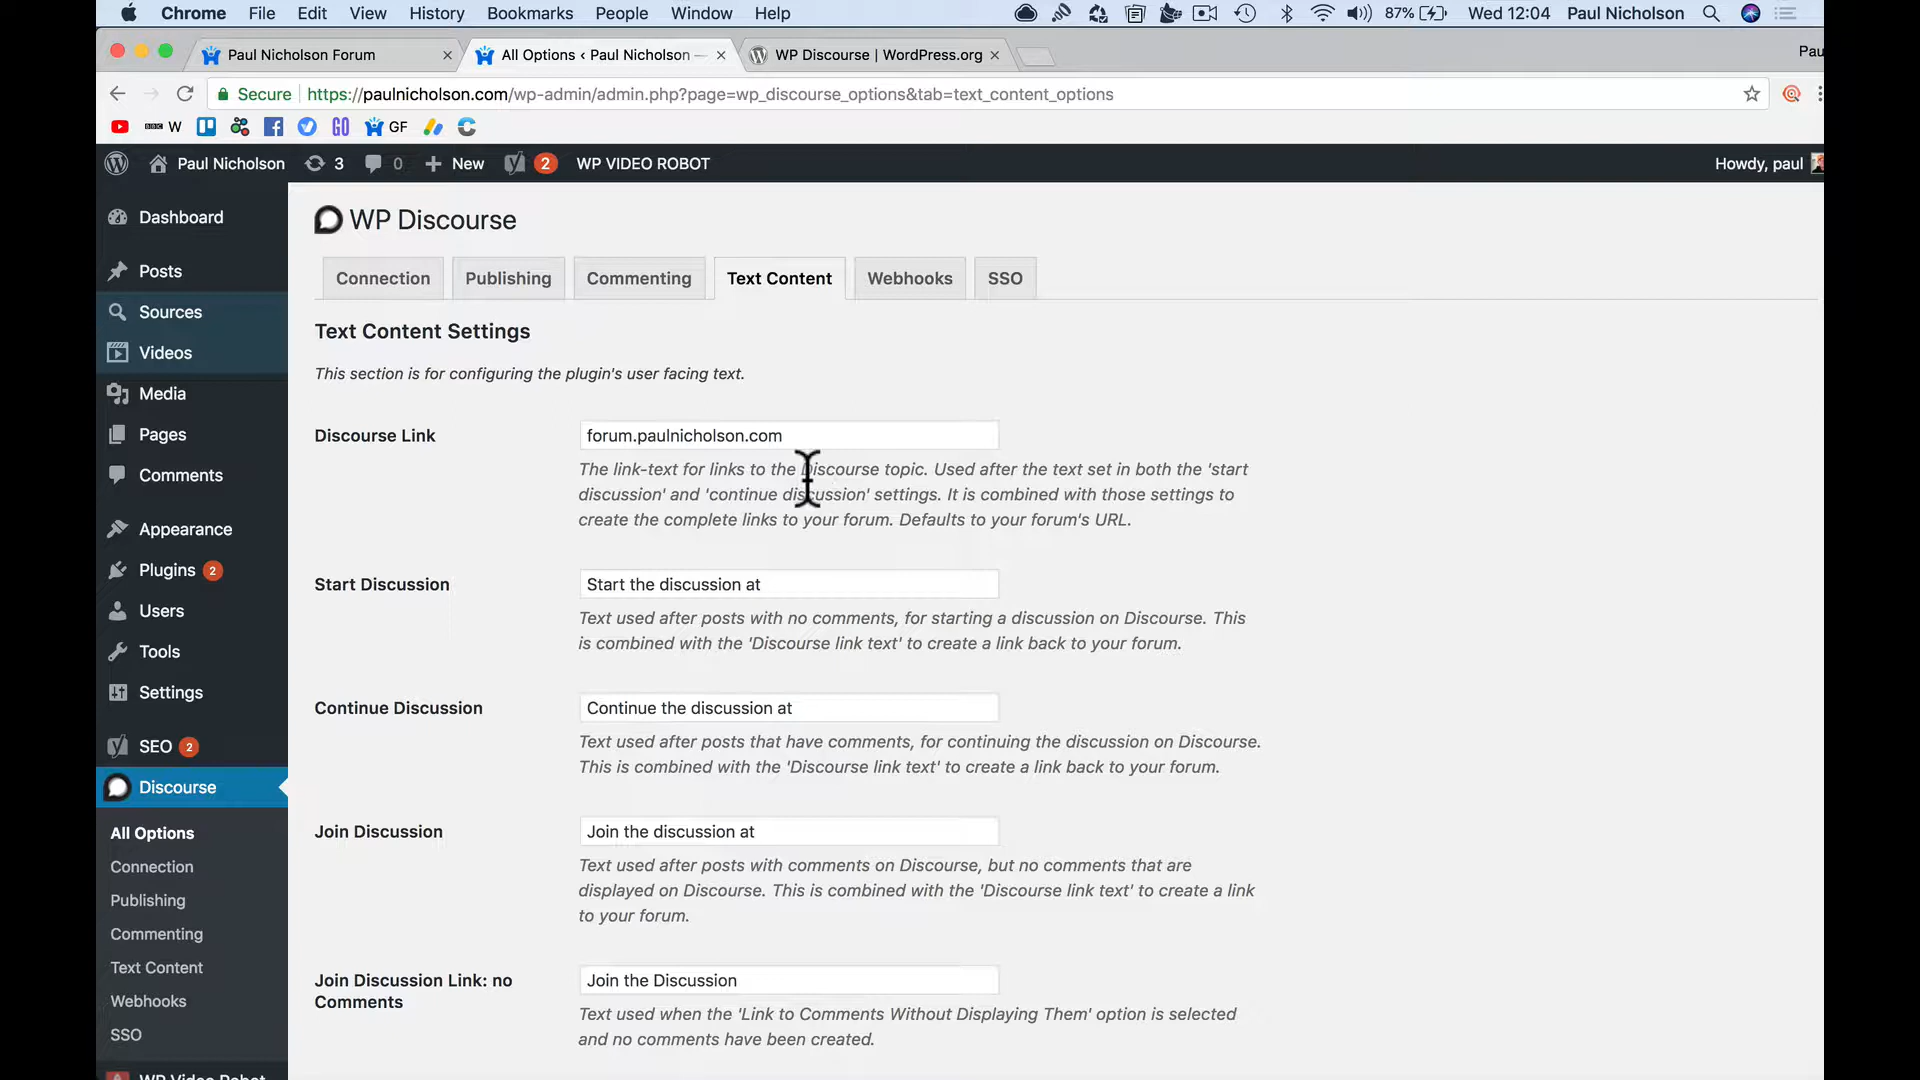 Chrome File Edit View History Bookmarks People Window Help 87% Wed 12:04 Paul Nicholson
Paul Nicholson Forum All Options ‹ Paul Nicholson — WP Discourse | WordPress.org Pau
Secure https://paulnicholson.com/wp-admin/admin.php?page=wp_discourse_options&tab=text_content_options
BBC W GO GF
Paul Nicholson 3 0 New 2 WP VIDEO ROBOT Howdy, paul
Dashboard
Posts
Sources
Videos
Media
Pages
Comments
Appearance
Plugins 2
Users
Tools
Settings
SEO 2
Discourse
All Options
Connection
Publishing
Commenting
Text Content
Webhooks
SSO
WP Video Robot
WP Discourse
Connection Publishing Commenting Text Content Webhooks SSO
Text Content Settings
This section is for configuring the plugin's user facing text.
Discourse Link forum.paulnicholson.com
The link-text for links to the Discourse topic. Used after the text set in both the 'start
discussion' and 'continue discussion' settings. It is combined with those settings to
create the complete links to your forum. Defaults to your forum's URL.
Start Discussion Start the discussion at
Text used after posts with no comments, for starting a discussion on Discourse. This
is combined with the 'Discourse link text' to create a link back to your forum.
Continue Discussion Continue the discussion at
Text used after posts that have comments, for continuing the discussion on Discourse.
This is combined with the 'Discourse link text' to create a link back to your forum.
Join Discussion Join the discussion at
Text used after posts with comments on Discourse, but no comments that are
displayed on Discourse. This is combined with the 'Discourse link text' to create a link
to your forum.
Join Discussion Link: no
Comments
Join the Discussion
Text used when the 'Link to Comments Without Displaying Them' option is selected
and no comments have been created.